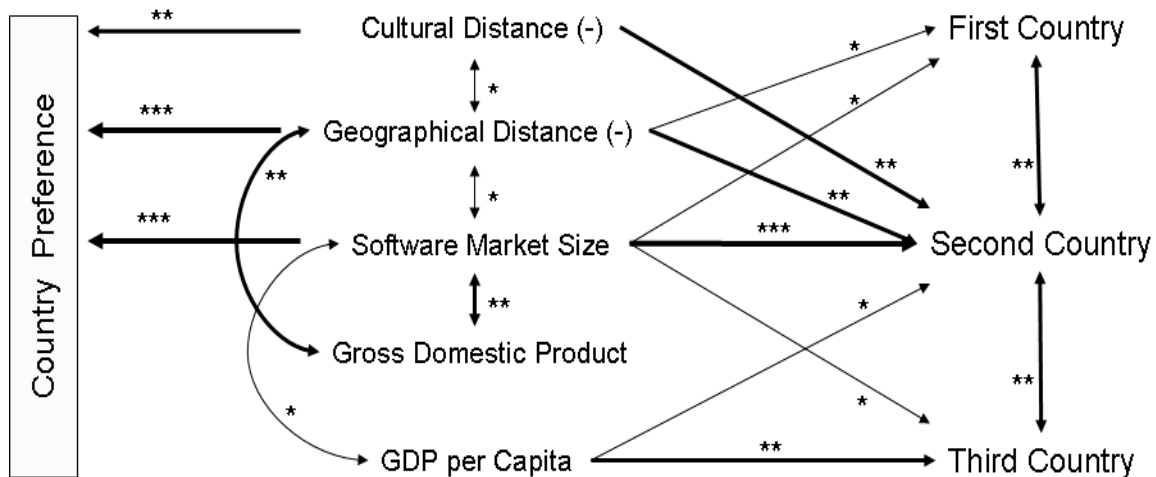 Country Preference
**
Cultural Distance (-)
First Country
*
*
*
***
Geographical Distance (-)
**
**
**
**
*
***
Software Market Size
***
Second Country
**
*
Gross Domestic Product
**
*
*
GDP per Capita
**
Third Country